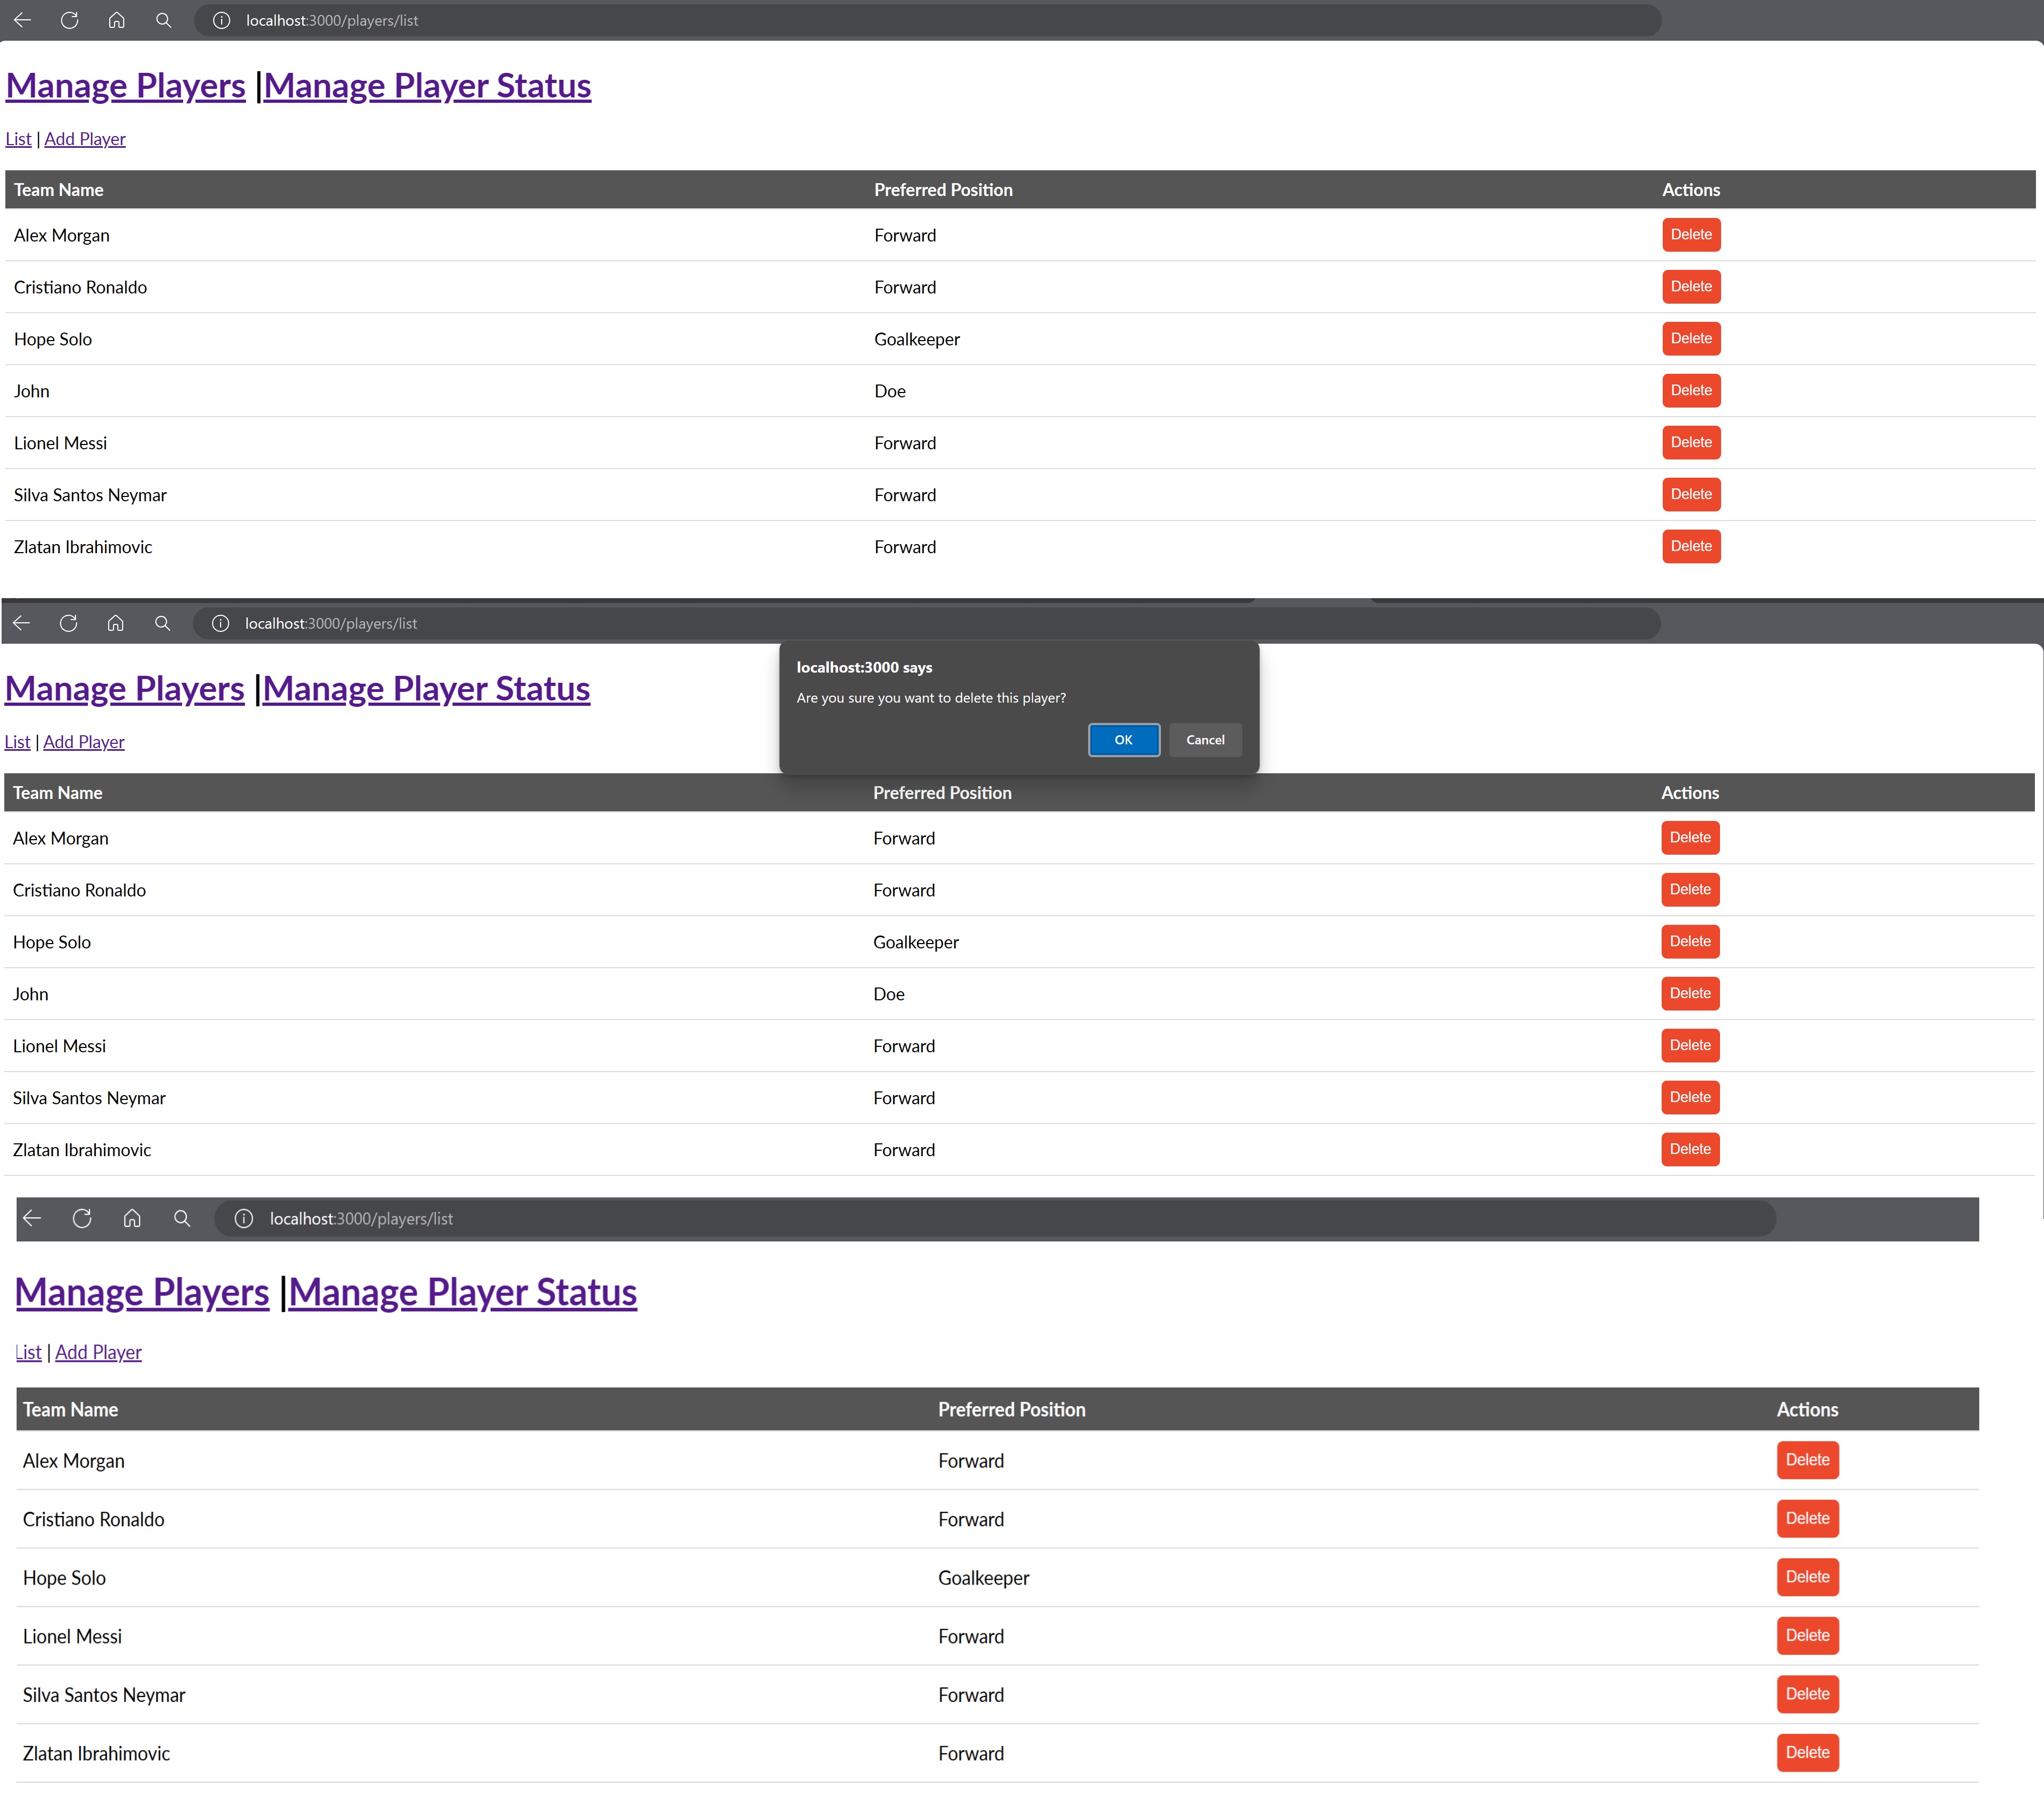 localhost:3000/players/list
Manage Players |Manage Player Status
List | Add Player
Team Name Preferred Position Actions
Alex Morgan Forward Delete
Cristiano Ronaldo Forward Delete
Hope Solo Goalkeeper Delete
John Doe Delete
Lionel Messi Forward Delete
Silva Santos Neymar Forward Delete
Zlatan Ibrahimovic Forward Delete
localhost:3000/players/list
localhost:3000 says
Are you sure you want to delete this player?
OK Cancel
Manage Players |Manage Player Status
List | Add Player
Team Name Preferred Position Actions
Alex Morgan Forward Delete
Cristiano Ronaldo Forward Delete
Hope Solo Goalkeeper Delete
John Doe Delete
Lionel Messi Forward Delete
Silva Santos Neymar Forward Delete
Zlatan Ibrahimovic Forward Delete
localhost:3000/players/list
Manage Players |Manage Player Status
List | Add Player
Team Name Preferred Position Actions
Alex Morgan Forward Delete
Cristiano Ronaldo Forward Delete
Hope Solo Goalkeeper Delete
Lionel Messi Forward Delete
Silva Santos Neymar Forward Delete
Zlatan Ibrahimovic Forward Delete